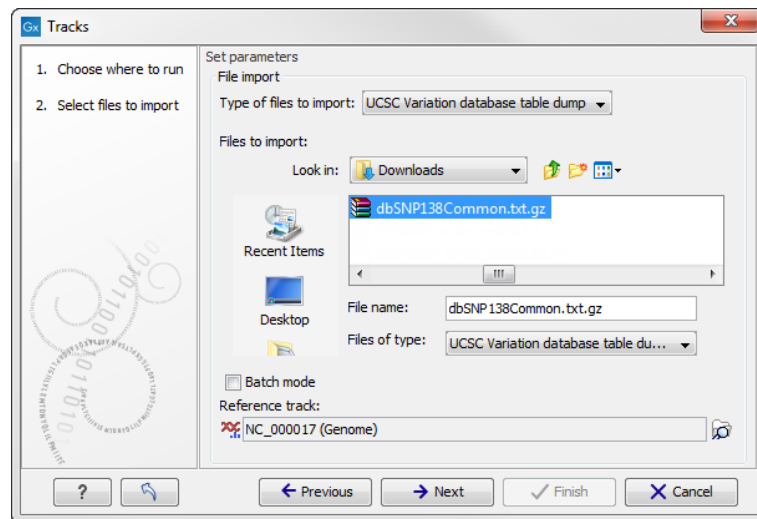 Gx Tracks
X
1. Choose where to run
2. Select files to import
Set parameters
File import
Type of files to import: UCSC Variation database table dump
Files to import:
Look in: Downloads
dbSNP138Common.txt.gz
Recent Items
Desktop
File name: dbSNP138Common.txt.gz
Files of type: UCSC Variation database table du...
Batch mode
Reference track:
NC_000017 (Genome)
? Previous Next Finish Cancel